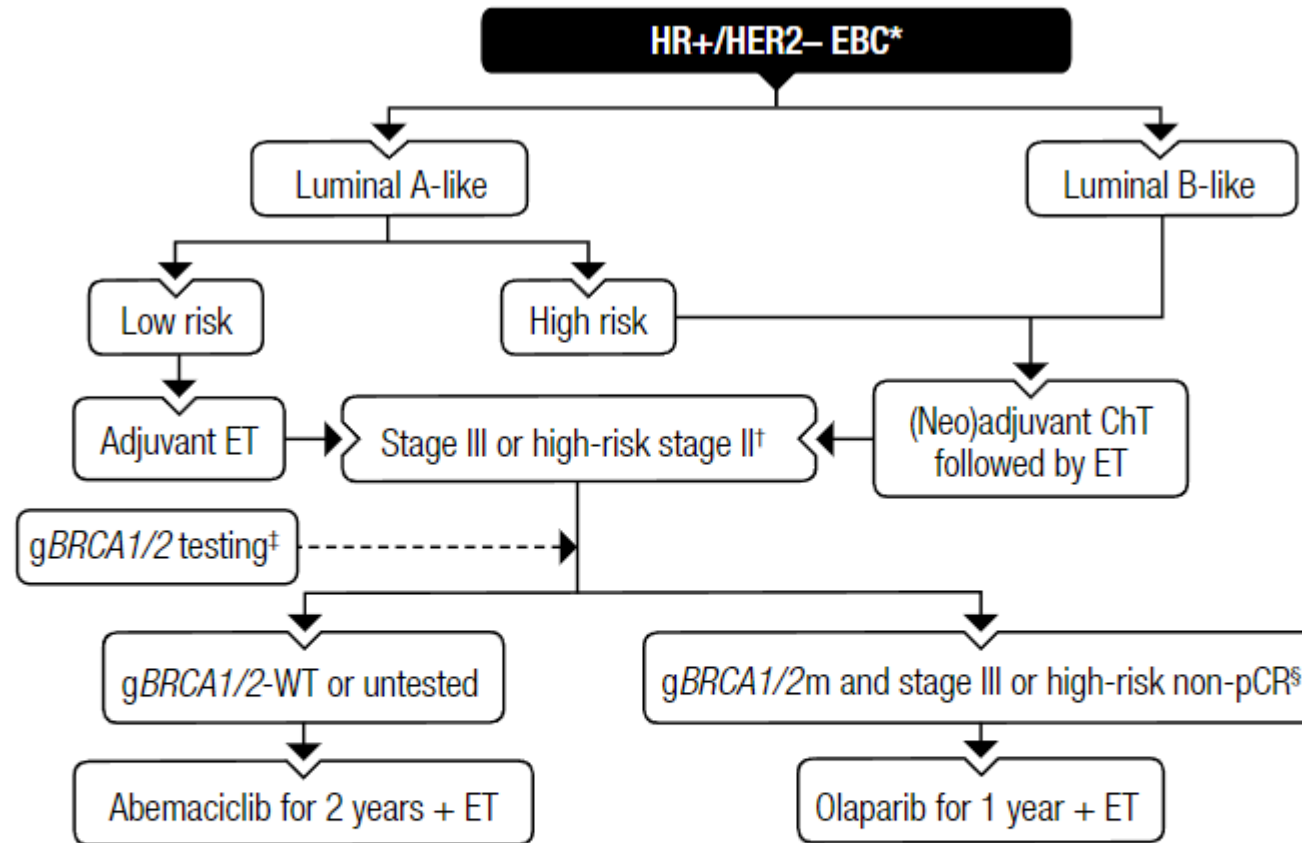 HR+/HER2– EBC*
Luminal A-like
Luminal B-like
Low risk
High risk
Adjuvant ET
Stage III or high-risk stage II†
(Neo)adjuvant ChT
followed by ET
gBRCA1/2 testing‡
gBRCA1/2-WT or untested
gBRCA1/2m and stage III or high-risk non-pCR§
Abemaciclib for 2 years + ET
Olaparib for 1 year + ET